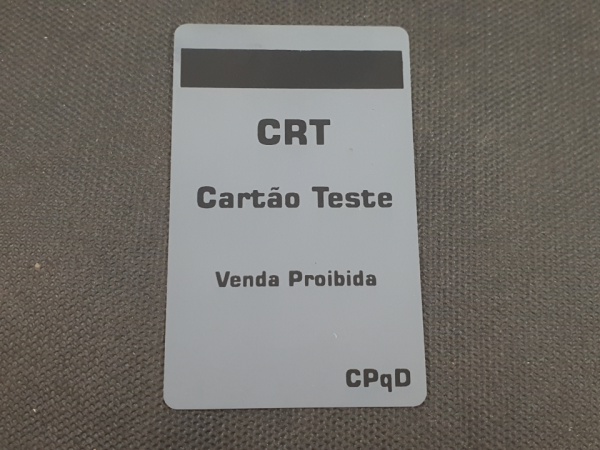 CRT
Cartão Teste
Venda Proibida
CPqD